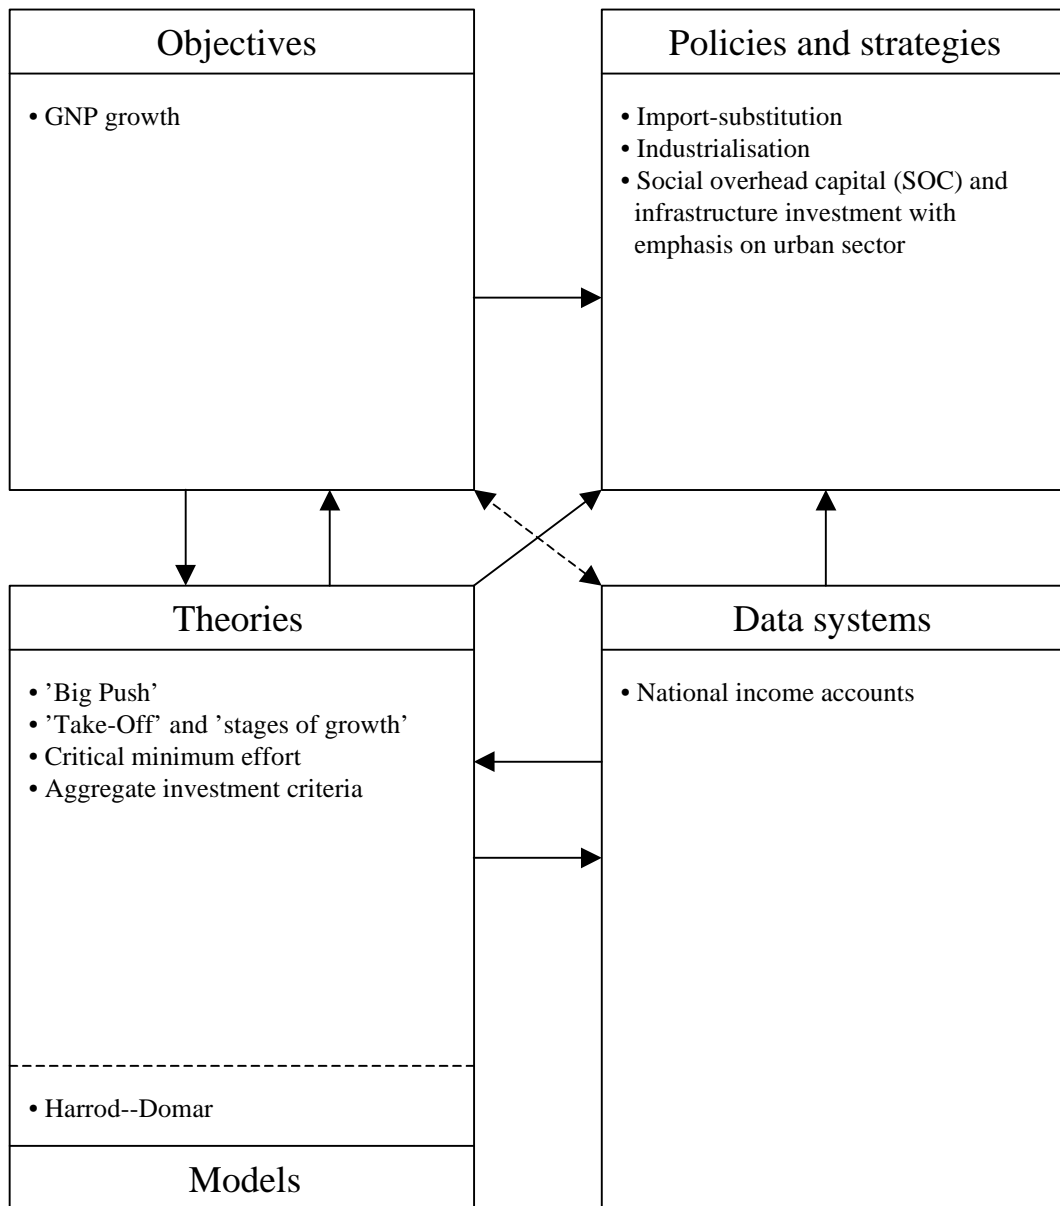 Objectives
• GNP growth
Policies and strategies
• Import-substitution
• Industrialisation
• Social overhead capital (SOC) and
infrastructure investment with
emphasis on urban sector
Theories
• ’Big Push’
• ’Take-Off’ and ’stages of growth’
• Critical minimum effort
• Aggregate investment criteria
• Harrod--Domar
Models
Data systems
• National income accounts